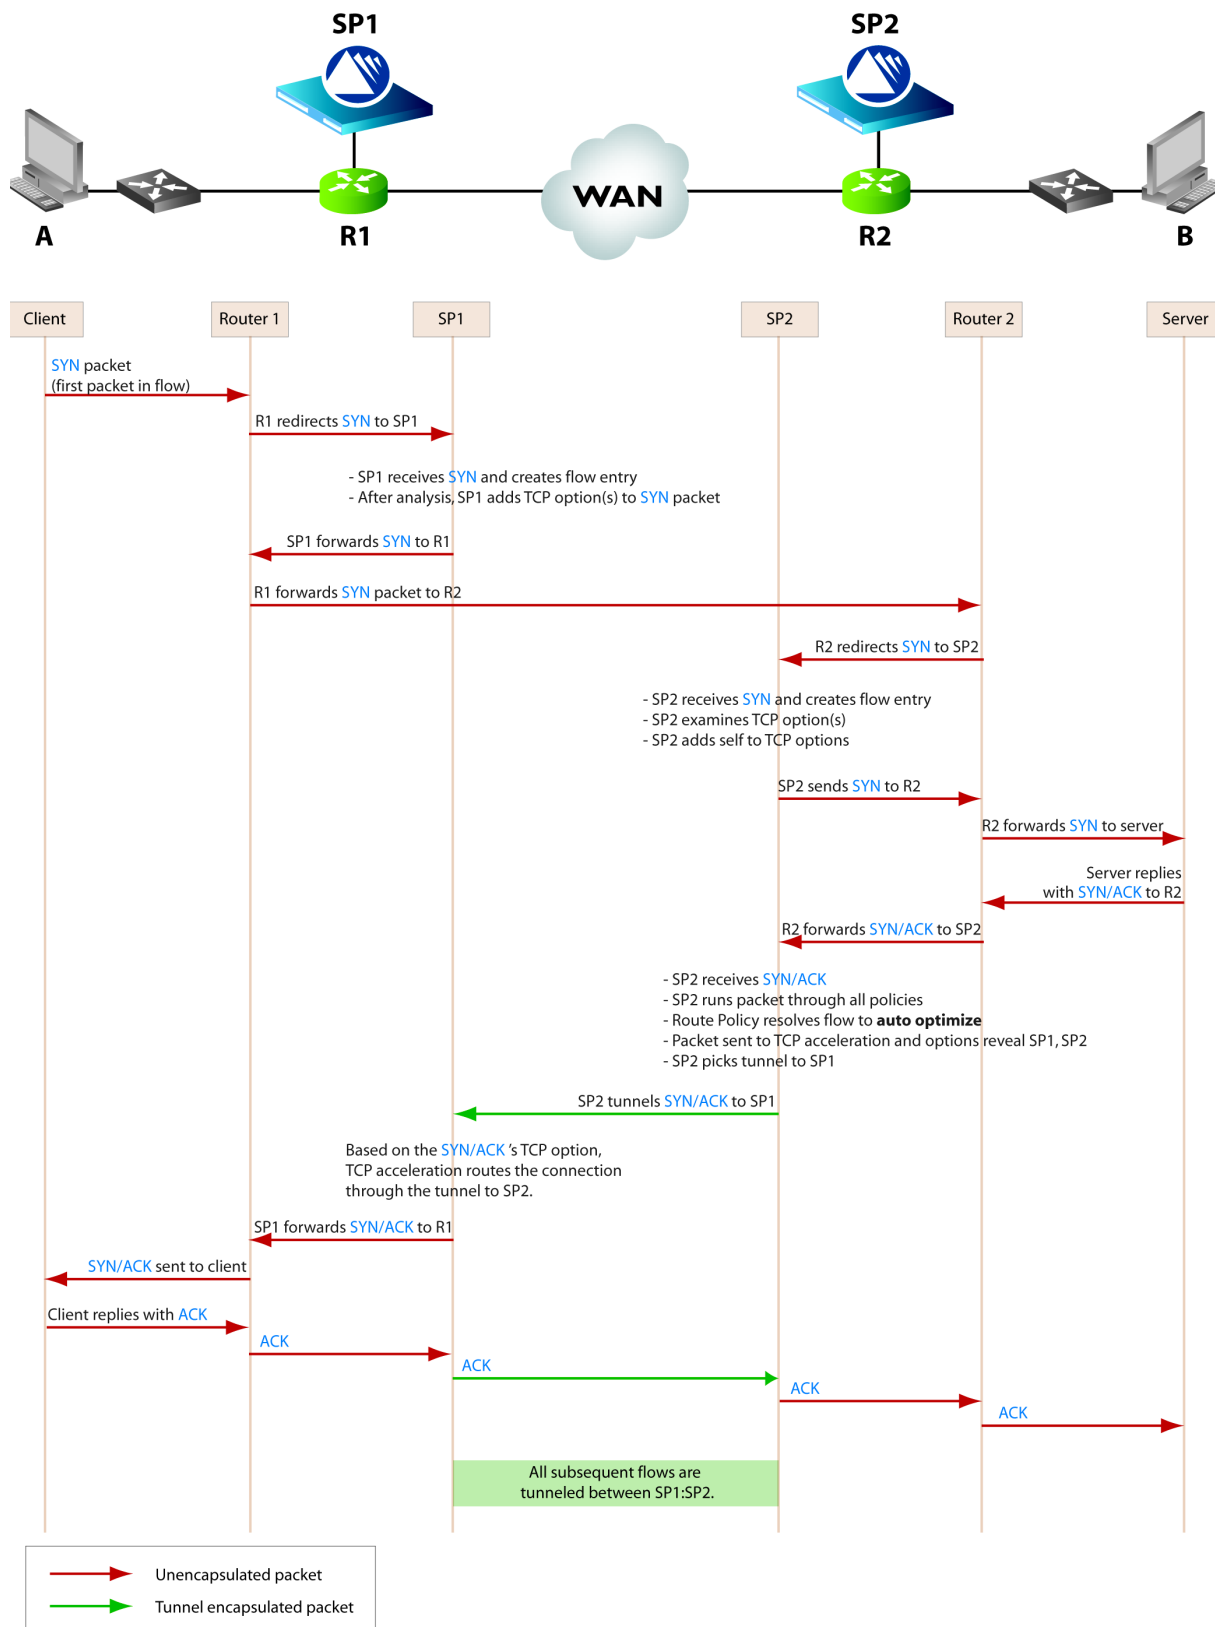 SP1
SP2
WAN
A
R1
R2
B
Client
Router 1
SP1
SP2
Router 2
Server
SYN packet
(first packet in flow)
R1 redirects SYN to SP1
- SP1 receives SYN and creates flow entry
- After analysis, SP1 adds TCP option(s) to SYN packet
SP1 forwards SYN to R1
R1 forwards SYN packet to R2
R2 redirects SYN to SP2
- SP2 receives SYN and creates flow entry
- SP2 examines TCP option(s)
- SP2 adds self to TCP options
SP2 sends SYN to R2
R2 forwards SYN to server
Server replies
with SYN/ACK to R2
R2 forwards SYN/ACK to SP2
- SP2 receives SYN/ACK
- SP2 runs packet through all policies
- Route Policy resolves flow to auto optimize
- Packet sent to TCP acceleration and options reveal SP1, SP2
- SP2 picks tunnel to SP1
SP2 tunnels SYN/ACK to SP1
Based on the SYN/ACK 's TCP option,
TCP acceleration routes the connection
through the tunnel to SP2.
SP1 forwards SYN/ACK to R1
SYN/ACK sent to client
Client replies with ACK
ACK
ACK
ACK
ACK
All subsequent flows are
tunneled between SP1:SP2.
Unencapsulated packet
Tunnel encapsulated packet